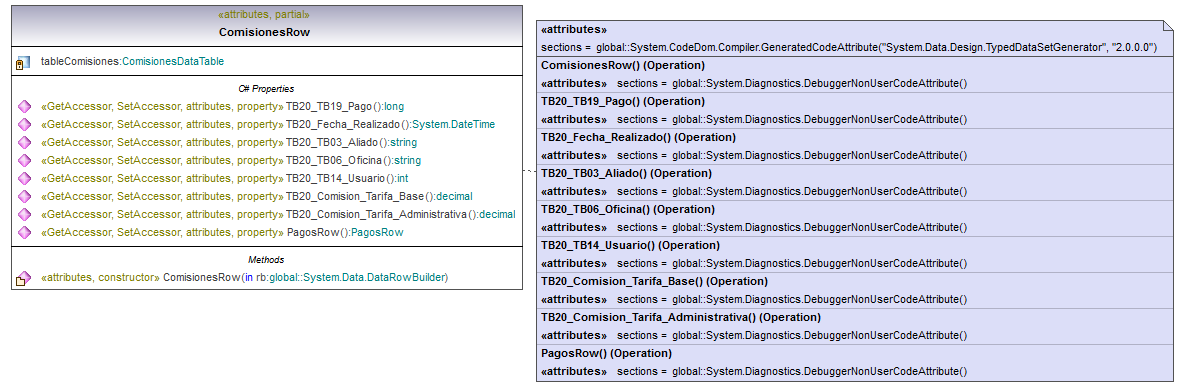 «attributes, partial»
ComisionesRow
tableComisiones:ComisionesDataTable
C# Properties
«GetAccessor, SetAccessor, attributes, property» TB20_TB19_Pago():long
«GetAccessor, SetAccessor, attributes, property» TB20_Fecha_Realizado():System.DateTime
«GetAccessor, SetAccessor, attributes, property» TB20_TB03_Aliado():string
«GetAccessor, SetAccessor, attributes, property» TB20_TB06_Oficina():string
«GetAccessor, SetAccessor, attributes, property» TB20_TB14_Usuario():int
«GetAccessor, SetAccessor, attributes, property» TB20_Comision_Tarifa_Base():decimal
«GetAccessor, SetAccessor, attributes, property» TB20_Comision_Tarifa_Administrativa():decimal
«GetAccessor, SetAccessor, attributes, property» PagosRow():PagosRow
Methods
«attributes, constructor» ComisionesRow(in rb:global::System.Data.DataRowBuilder)
«attributes»
sections = global::System.CodeDom.Compiler.GeneratedCodeAttribute("System.Data.Design.TypedDataSetGenerator", "2.0.0.0")
ComisionesRow() (Operation)
«attributes» sections = global::System.Diagnostics.DebuggerNonUserCodeAttribute()
TB20_TB19_Pago() (Operation)
«attributes» sections = global::System.Diagnostics.DebuggerNonUserCodeAttribute()
TB20_Fecha_Realizado() (Operation)
«attributes» sections = global::System.Diagnostics.DebuggerNonUserCodeAttribute()
TB20_TB03_Aliado() (Operation)
«attributes» sections = global::System.Diagnostics.DebuggerNonUserCodeAttribute()
TB20_TB06_Oficina() (Operation)
«attributes» sections = global::System.Diagnostics.DebuggerNonUserCodeAttribute()
TB20_TB14_Usuario() (Operation)
«attributes» sections = global::System.Diagnostics.DebuggerNonUserCodeAttribute()
TB20_Comision_Tarifa_Base() (Operation)
«attributes» sections = global::System.Diagnostics.DebuggerNonUserCodeAttribute()
TB20_Comision_Tarifa_Administrativa() (Operation)
«attributes» sections = global::System.Diagnostics.DebuggerNonUserCodeAttribute()
PagosRow() (Operation)
«attributes» sections = global::System.Diagnostics.DebuggerNonUserCodeAttribute()